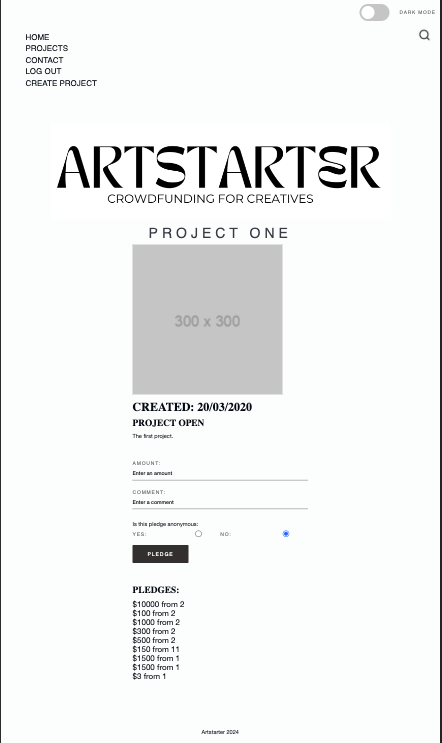 DARK MODE
HOME
PROJECTS
CONTACT
LOG OUT
CREATE PROJECT
ARTSTARTER
CROWDFUNDING FOR CREATIVES
PROJECT ONE
300 x 300
CREATED: 20/03/2020
PROJECT OPEN
The first project.
AMOUNT:
Enter an amount
COMMENT:
Enter a comment
Is this pledge anonymous:
YES: NO:
PLEDGE
PLEDGES:
$10000 from 2
$100 from 2
$1000 from 2
$300 from 2
$500 from 2
$150 from 11
$1500 from 1
$1500 from 1
$3 from 1
Artstarter 2024